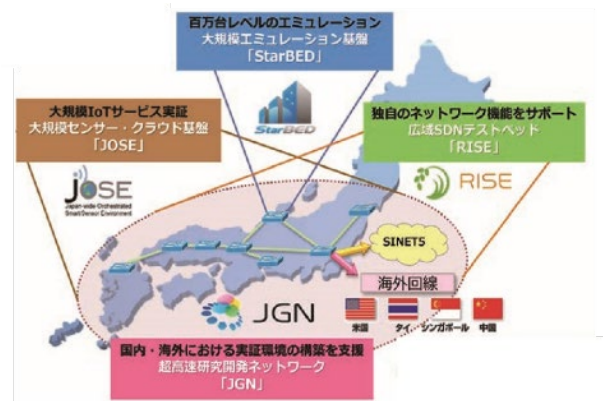 百万台レベルのエミュレーション
大規模エミュレーション基盤
「StarBED」
大規模IoTサービス実証
大規模センサー・クラウド基盤
「JOSE」
独自のネットワーク機能をサポート
広域SDNテストベッド
「RISE」
StarBED
JOSE
Japan-wide Orchestrated
Smart/Sensor Environment
RISE
SINET5
海外回線
JGN
米国
タイ
シンガポール
中国
国内・海外における実証環境の構築を支援
超高速研究開発ネットワーク
「JGN」